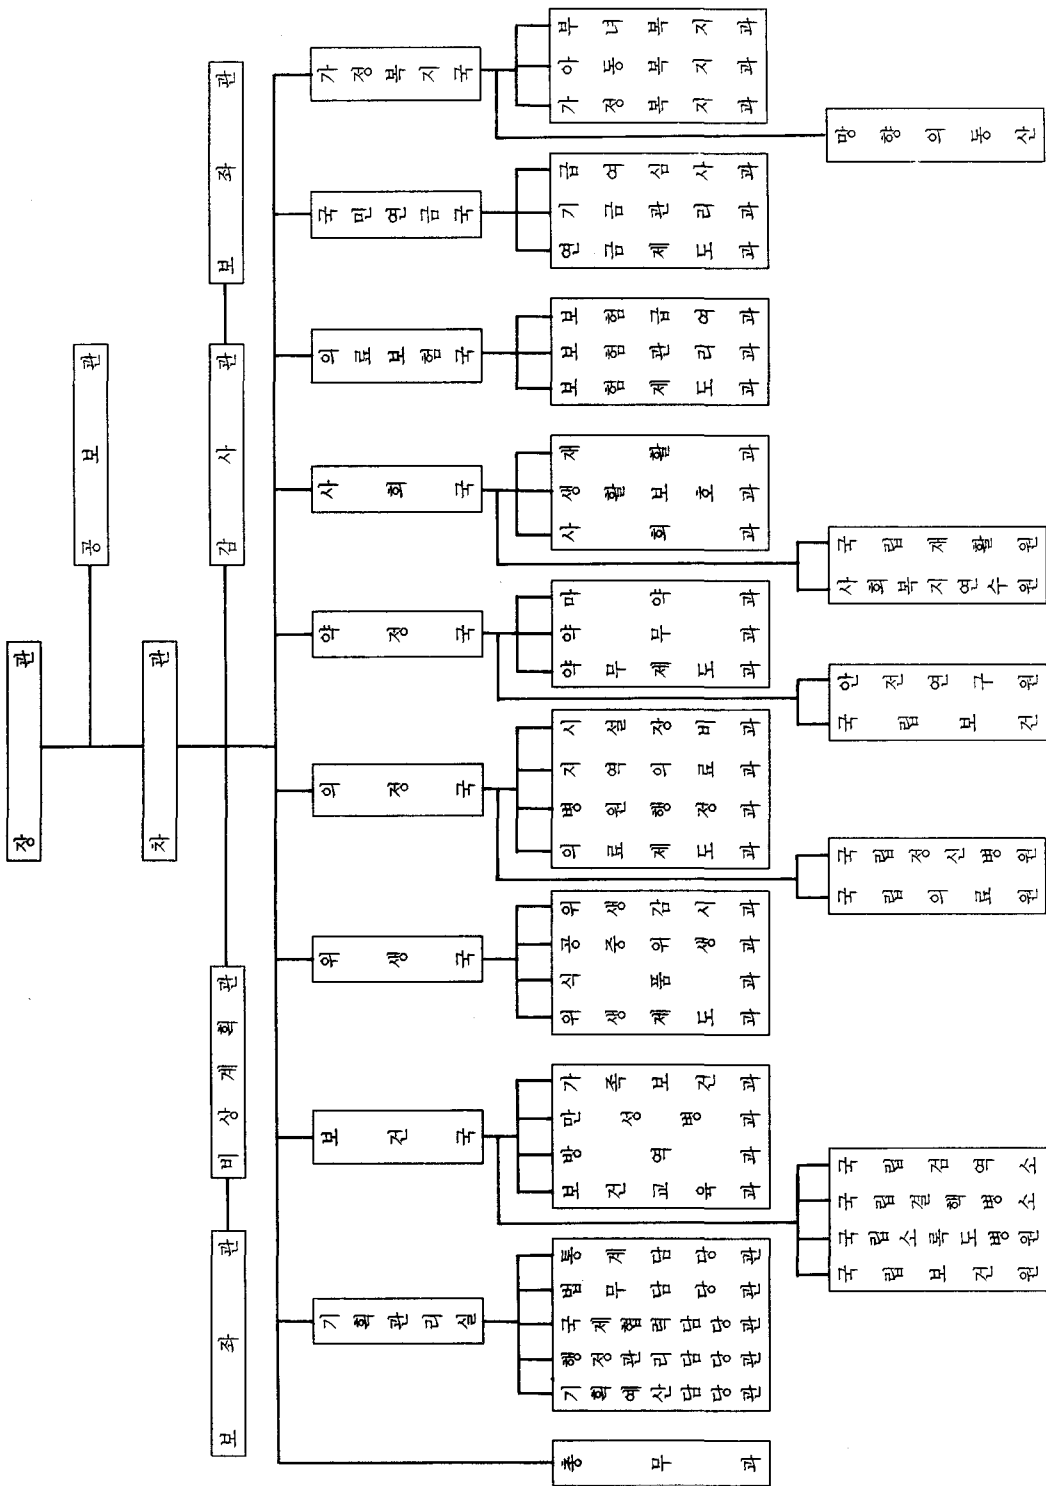 장관
공보관
차관
보좌관
비상계획관
감사관
보좌관
총무과
기획관리실
기획예산담당관
행정관리담당관
국제협력담당관
법무담당관
통계담당관
보건국
보건교육과
방역과
만성병과
가족보건과
국립보건원
국립소록도병원
국립결핵병소
국립검역소
위생국
위생제도과
식품과
공중위생과
위생감시과
의정국
의료제도과
병원행정과
지역의료과
시설장비과
국립의료원
국립정신병원
약정국
약무제도과
약무과
마약과
국립보건
안전연구원
사회국
사회과
생활보호과
재활과
사회복지연수원
국립재활원
의료보험국
보험제도과
보험관리과
보험급여과
국민연금국
연금제도과
기금관리과
급여심사과
가정복지국
가정복지과
아동복지과
부녀복지과
망향의동산